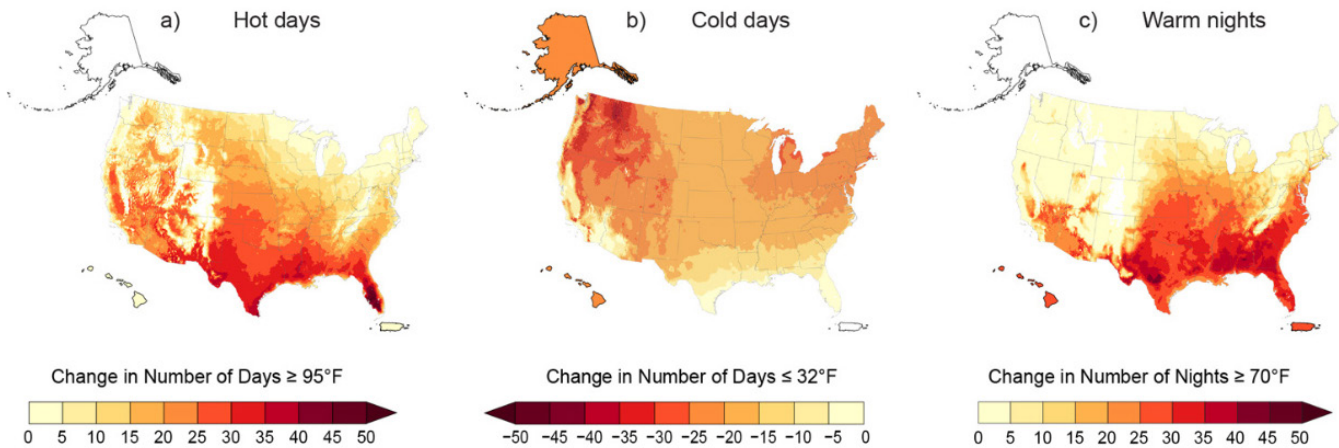 a) Hot days
b) Cold days
c) Warm nights
Change in Number of Days ≥ 95°F
0 5 10 15 20 25 30 35 40 45 50
Change in Number of Days ≤ 32°F
−50 −45 −40 −35 −30 −25 −20 −15 −10 −5 0
Change in Number of Nights ≥ 70°F
0 5 10 15 20 25 30 35 40 45 50